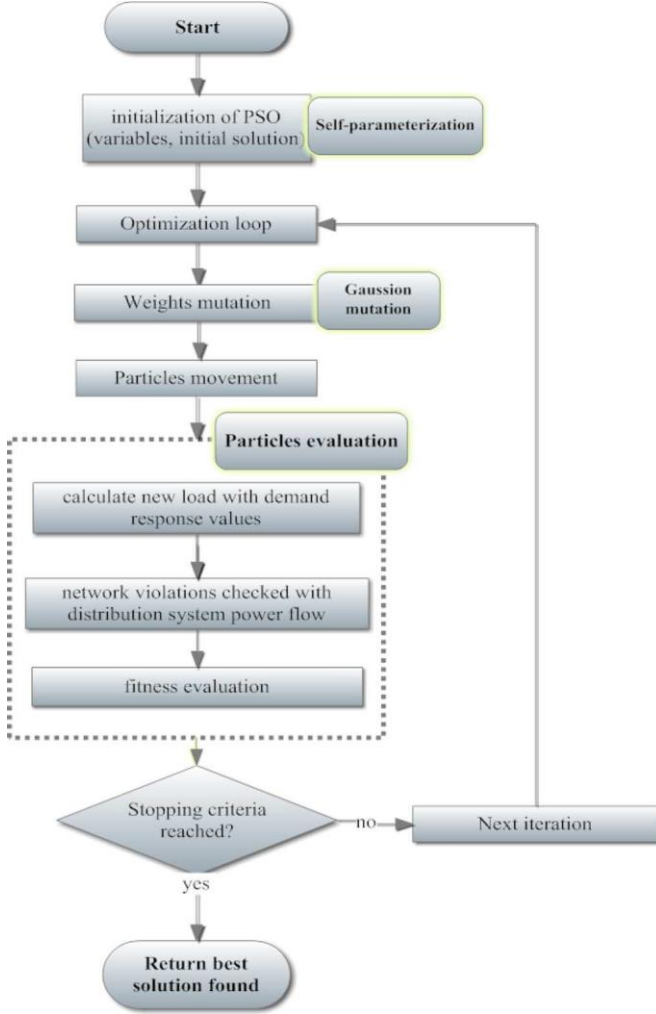 Start
initialization of PSO
(variables, initial solution)
Self-parameterization
Optimization loop
Weights mutation
Gaussion
mutation
Particles movement
Particles evaluation
calculate new load with demand
response values
network violations checked with
distribution system power flow
fitness evaluation
Stopping criteria
reached?
no
Next iteration
yes
Return best
solution found